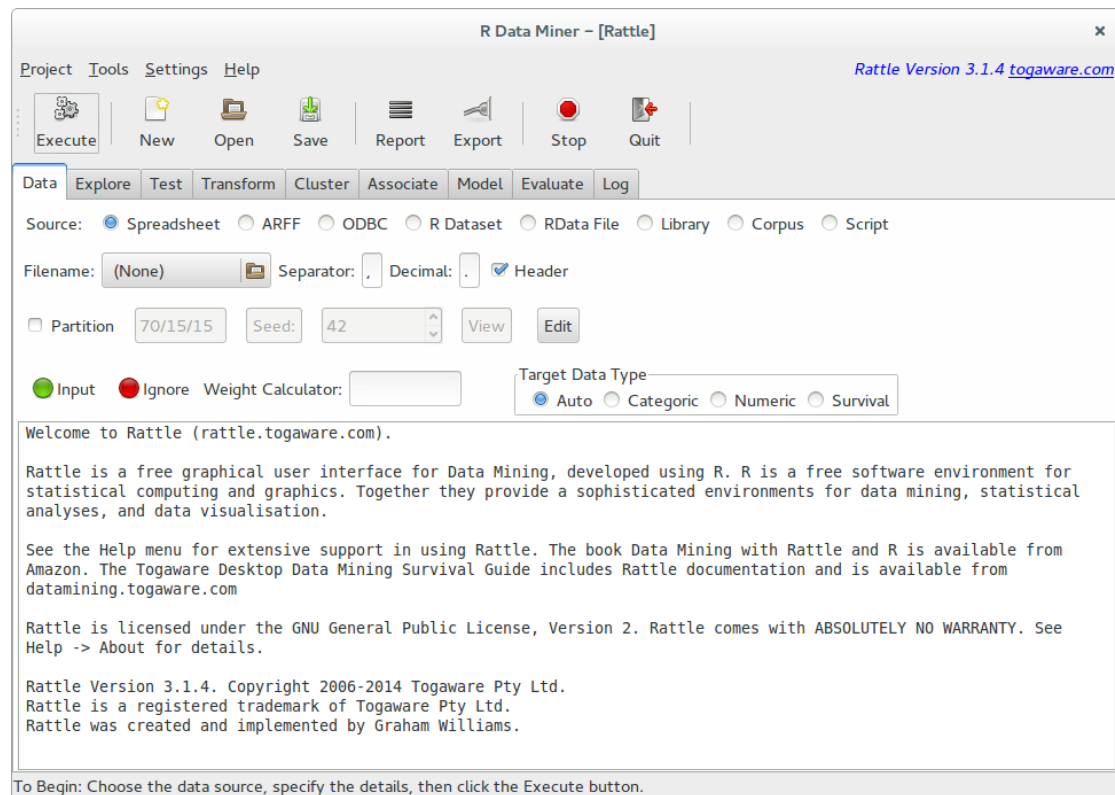 R Data Miner – [Rattle]
Project Tools Settings Help Rattle Version 3.1.4 togaware.com
Execute New Open Save Report Export Stop Quit
Data Explore Test Transform Cluster Associate Model Evaluate Log
Source: Spreadsheet ARFF ODBC R Dataset RData File Library Corpus Script
Filename: (None) Separator: , Decimal: . Header
Partition 70/15/15 Seed: 42 View Edit
Target Data Type
Input Ignore Weight Calculator: Auto Categoric Numeric Survival
Welcome to Rattle (rattle.togaware.com).
Rattle is a free graphical user interface for Data Mining, developed using R. R is a free software environment for
statistical computing and graphics. Together they provide a sophisticated environments for data mining, statistical
analyses, and data visualisation.
See the Help menu for extensive support in using Rattle. The book Data Mining with Rattle and R is available from
Amazon. The Togaware Desktop Data Mining Survival Guide includes Rattle documentation and is available from
datamining.togaware.com
Rattle is licensed under the GNU General Public License, Version 2. Rattle comes with ABSOLUTELY NO WARRANTY. See
Help -> About for details.
Rattle Version 3.1.4. Copyright 2006-2014 Togaware Pty Ltd.
Rattle is a registered trademark of Togaware Pty Ltd.
Rattle was created and implemented by Graham Williams.
To Begin: Choose the data source, specify the details, then click the Execute button.